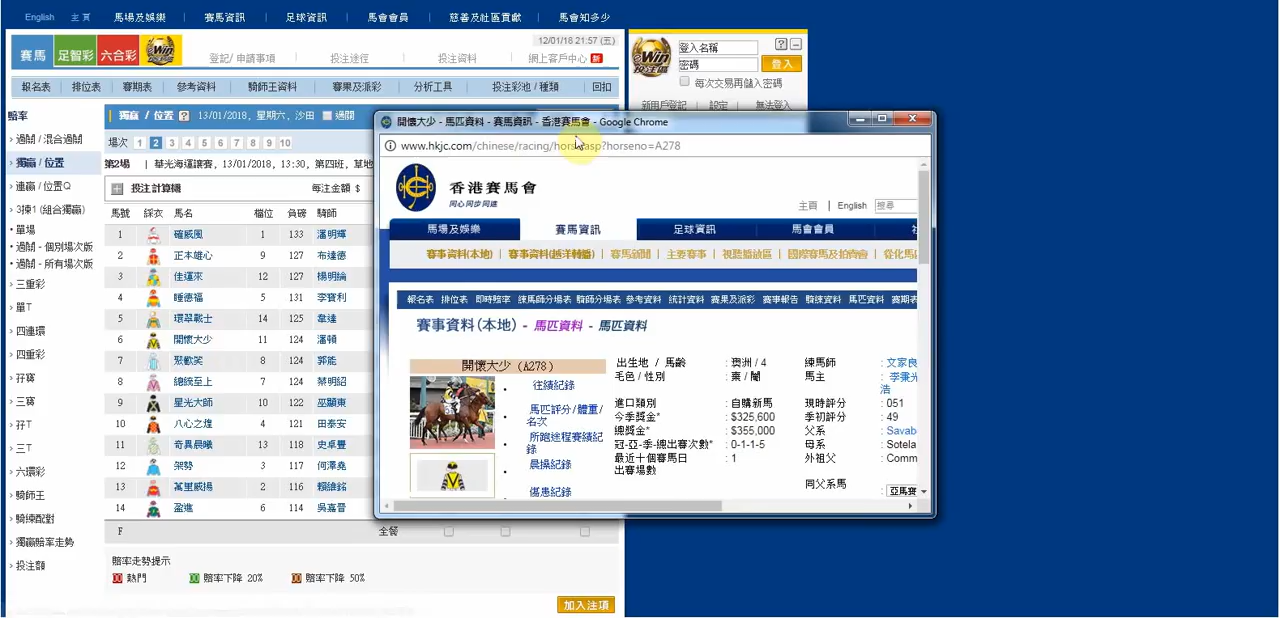 English 主頁 馬場及娛樂 賽馬資訊 足球資訊 馬會會員 慈善及社區貢獻 馬會知多少
12/01/18 21:57 (五)
賽馬 足智彩 六合彩 eWin 登記/ 申請事項 投注途徑 投注資料 網上客戶中心 新
登入名稱 ?
密碼 登入
每次交易再儲入密碼
新用戶登記 設定 無法登入
報名表 排位表 賽期表 參考資料 騎師王資料 賽果及派彩 分析工具 投注彩池 / 種類 回扣
賠率
過關 / 混合過關
獨贏 / 位置
連贏 / 位置Q
3揀1 (組合獨贏)
單場
過關 - 個別場次版
過關 - 所有場次版
三重彩
單T
四連環
四重彩
孖寶
三寶
孖T
三T
六環彩
騎師王
騎練配對
獨贏賠率走勢
投注額
獨贏 / 位置 ? 13/01/2018, 星期六, 沙田 過關
場次 1 2 3 4 5 6 7 8 9 10
第2場 | 華光海運讓賽, 13/01/2018, 13:30, 第四班, 草地
投注計算機 每注金額 $
馬號 綵衣 馬名 檔位 負磅 騎師
1 確威風 1 133 潘明輝
2 正本雄心 9 127 布達德
3 佳運來 12 127 楊明綸
4 睡德福 5 131 李寶利
5 環翠戰士 14 125 韋達
6 開懷大少 11 124 潘頓
7 聚歡笑 8 124 郭能
8 總統至上 7 124 蔡明紹
9 星光大師 10 122 巫顯東
10 八心之煌 4 121 田泰安
11 奇異晨曦 13 118 史卓豐
12 架勢 3 117 何澤堯
13 萬里威揚 2 116 賴維銘
14 盈進 6 114 吳嘉晉
F 全餐
賠率走勢提示
熱門 賠率下降 20% 賠率下降 50%
加入注項
開懷大少 - 馬匹資料 - 賽馬資訊 - 香港賽馬會 - Google Chrome
www.hkjc.com/chinese/racing/horse.asp?horseno=A278
香港賽馬會
同心同步同進
主頁 | English 搜尋
馬場及娛樂 賽馬資訊 足球資訊 馬會會員
賽事資料(本地) | 賽事資料(越洋轉播) | 賽馬新聞 | 主要賽事 | 視聽播放區 | 國際賽馬及拍賣會 | 從化馬
報名表 排位表 即時賠率 練馬師分場表 騎師分場表 參考資料 統計資料 賽果及派彩 賽事報告 騎練資料 馬匹資料 賽期表
賽事資料(本地) - 馬匹資料 - 馬匹資料
開懷大少 (A278)
往績紀錄
馬匹評分/體重/名次
所跑途程賽績紀錄
晨操紀錄
傷患紀錄
出生地 / 馬齡 : 澳洲 / 4
毛色 / 性別 : 棗 / 閹
進口類別 : 自購新馬
今季獎金* : $325,600
總獎金* : $355,600
冠-亞-季-總出賽次數* : 0-1-1-5
最近十個賽馬日出賽場數 : 1
練馬師 : 文家良
馬主 : 李秉光
浩
現時評分 : 051
季初評分 : 49
父系 : Savab
母系 : Sotela
外祖父 : Comm
同父系馬 :